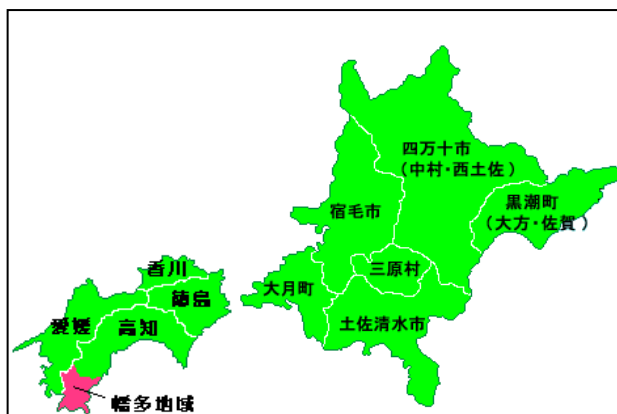 四万十市
(中村・西土佐)
黒潮町
(大方・佐賀)
宿毛市
三原村
大月町
土佐清水市
香川
徳島
愛媛
高知
幡多地域